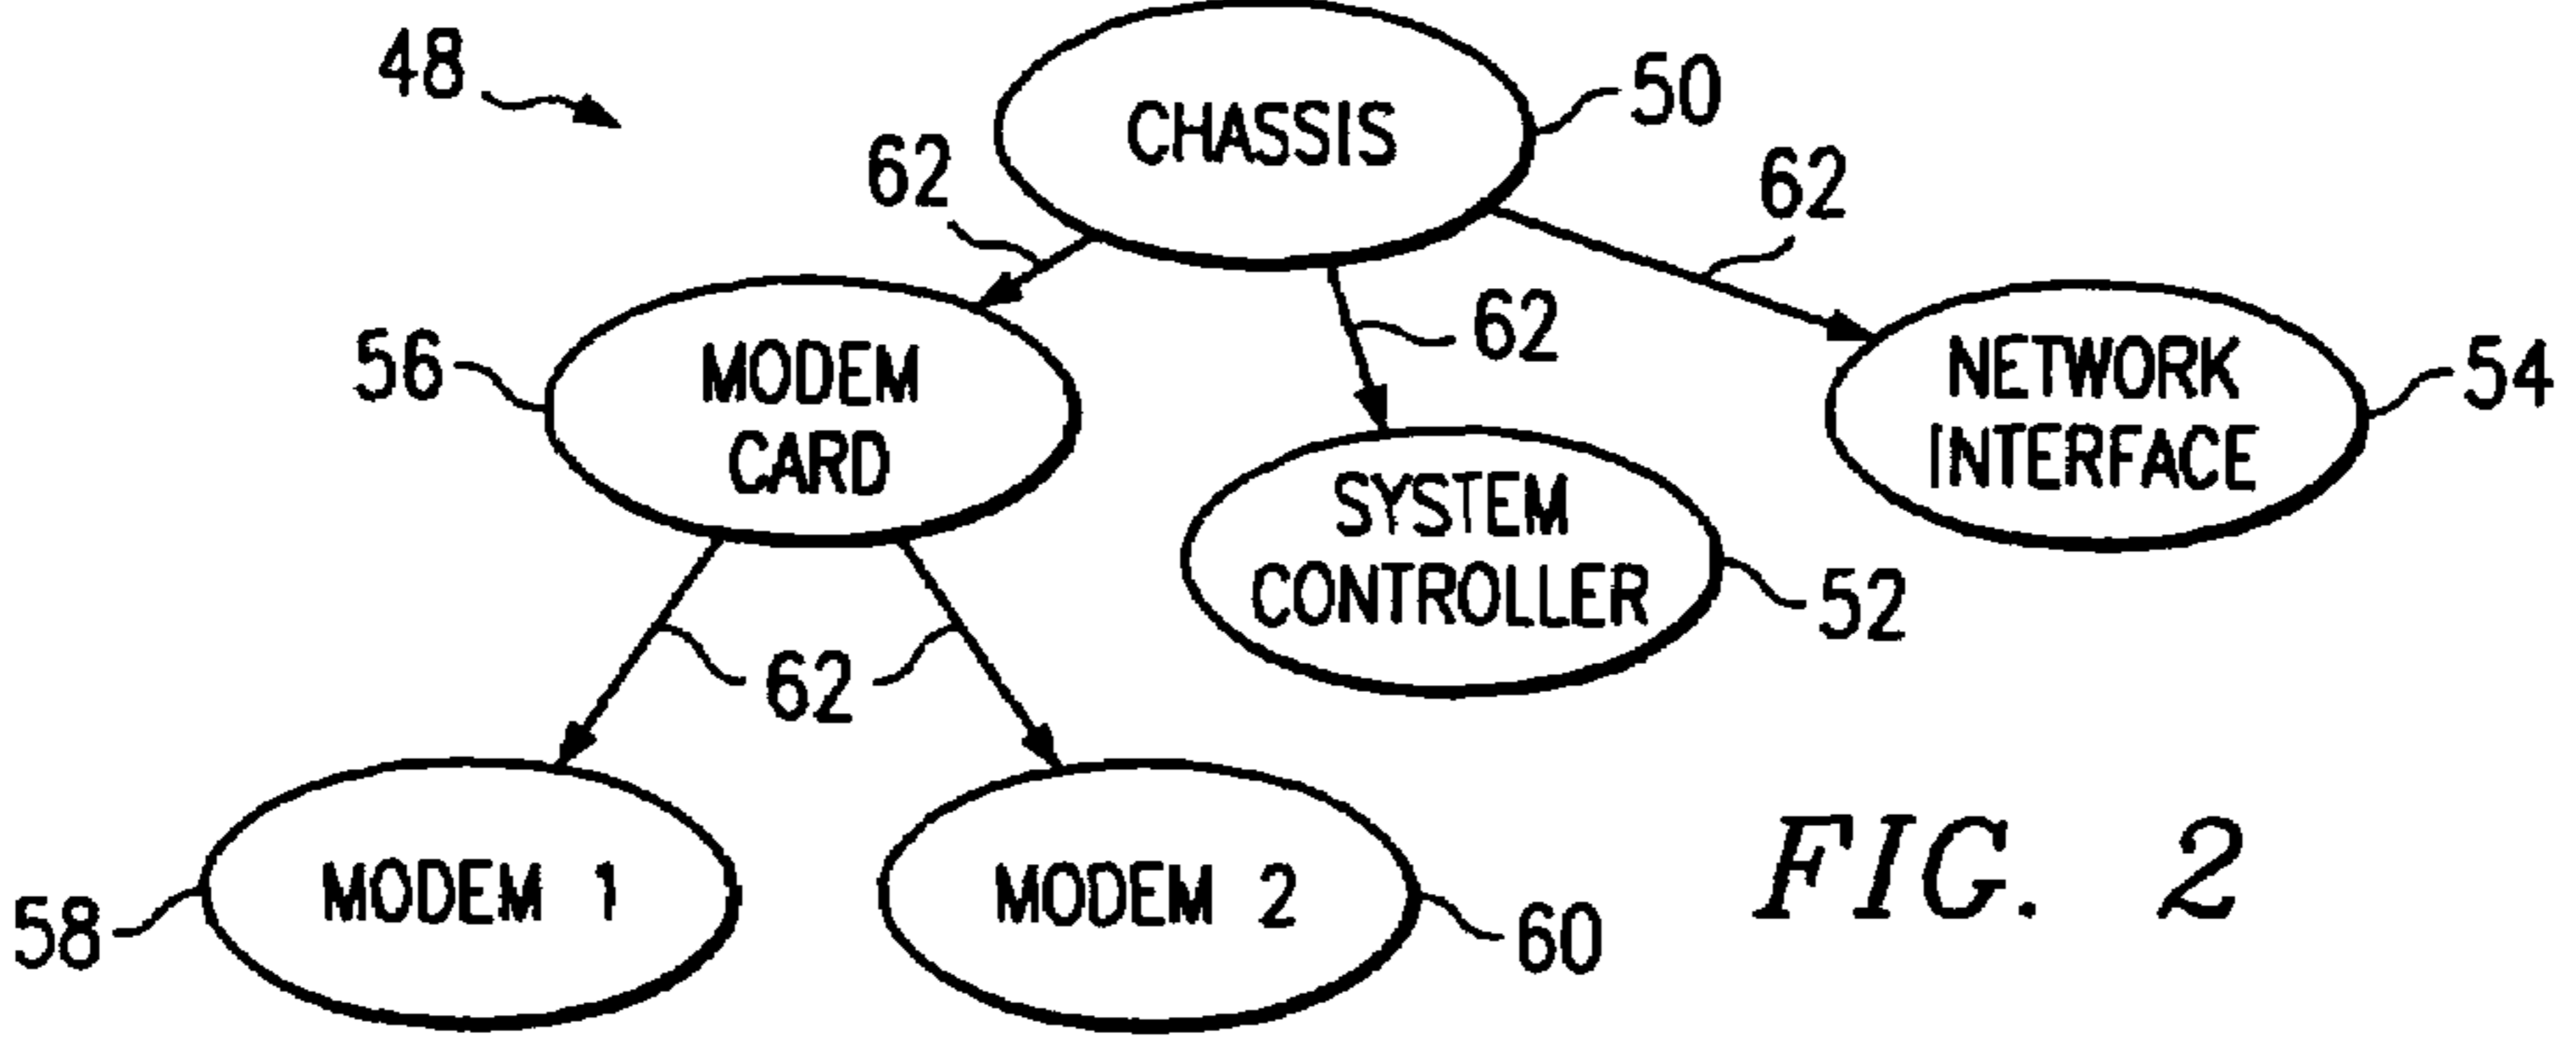 48
CHASSIS
50
62
62
56
MODEM
CARD
62
NETWORK
INTERFACE
54
SYSTEM
CONTROLLER
52
62
58
MODEM 1
MODEM 2
60
FIG. 2